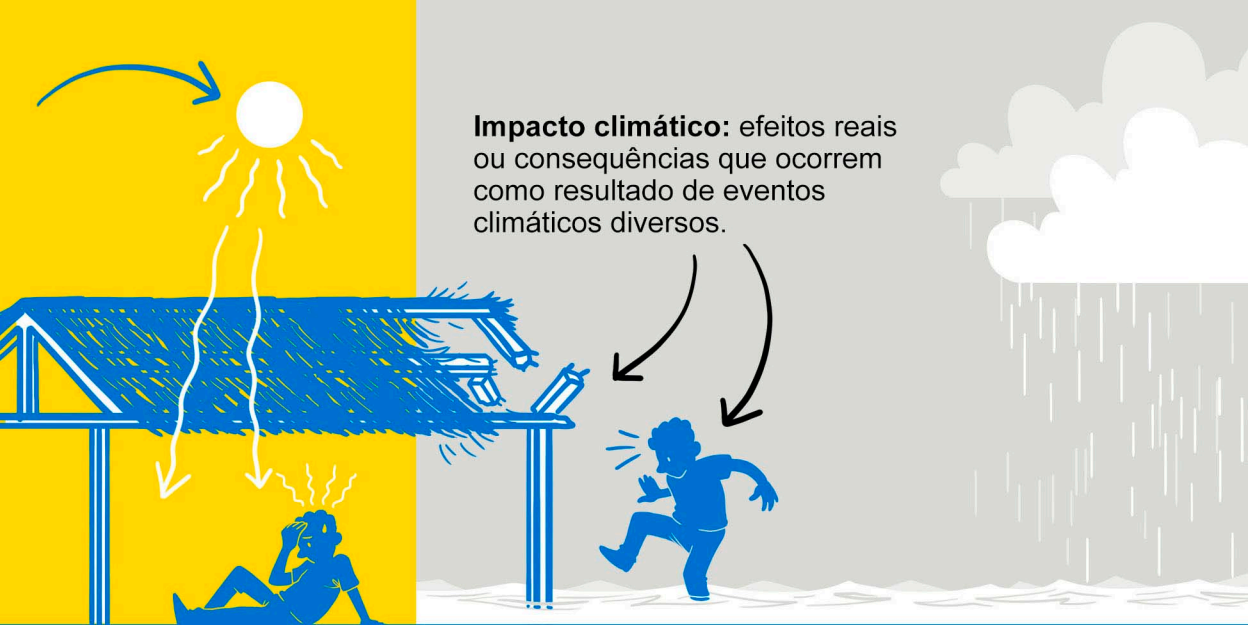 Impacto climático: efeitos reais
ou consequências que ocorrem
como resultado de eventos
climáticos diversos.